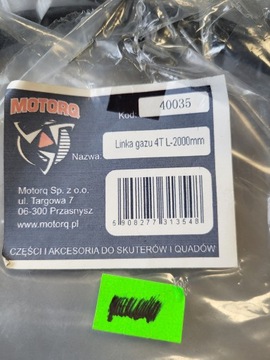 MOTORQ
Kod: 40035
Nazwa: Linka gazu 4T L-2000mm
Motorq Sp. z o.o.
ul. Targowa 7
06-300 Przasnysz
www.motorq.pl
5908277313548
CZĘŚCI I AKCESORIA DO SKUTERÓW I QUADÓW